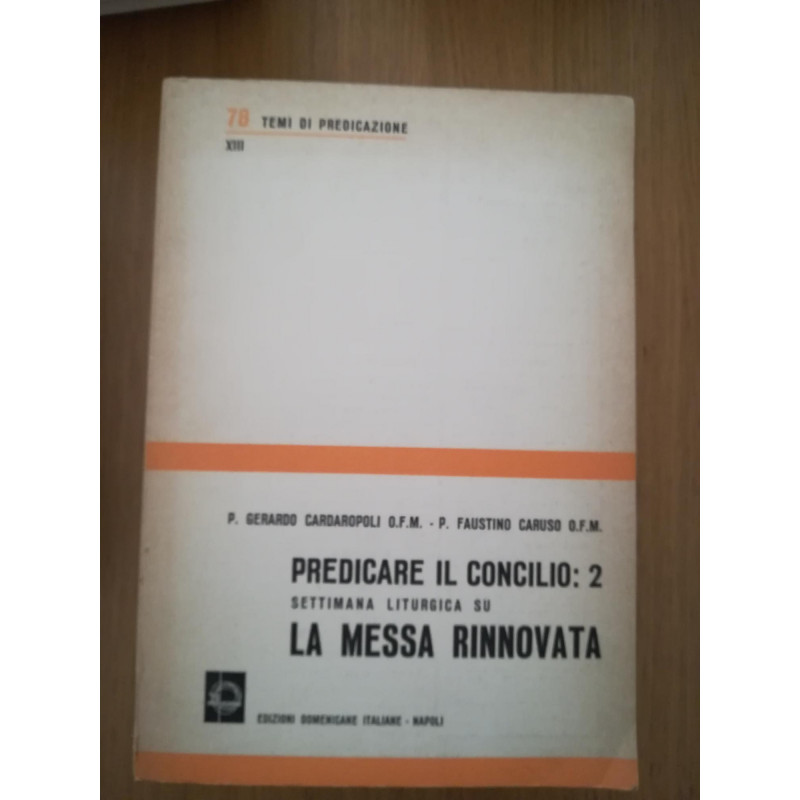 78 TEMI DI PREDICAZIONE
XIII
P. GERARDO CARDAROPOLI O.F.M. - P. FAUSTINO CARUSO O.F.M.
PREDICARE IL CONCILIO: 2
SETTIMANA LITURGICA SU
LA MESSA RINNOVATA
EDIZIONI DOMENICANE ITALIANE - NAPOLI